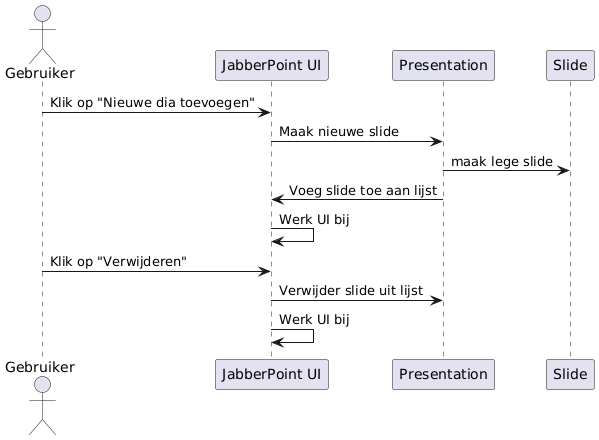 Gebruiker
JabberPoint UI
Presentation
Slide
Klik op "Nieuwe dia toevoegen"
Maak nieuwe slide
maak lege slide
Voeg slide toe aan lijst
Werk UI bij
Klik op "Verwijderen"
Verwijder slide uit lijst
Werk UI bij
Gebruiker
JabberPoint UI
Presentation
Slide